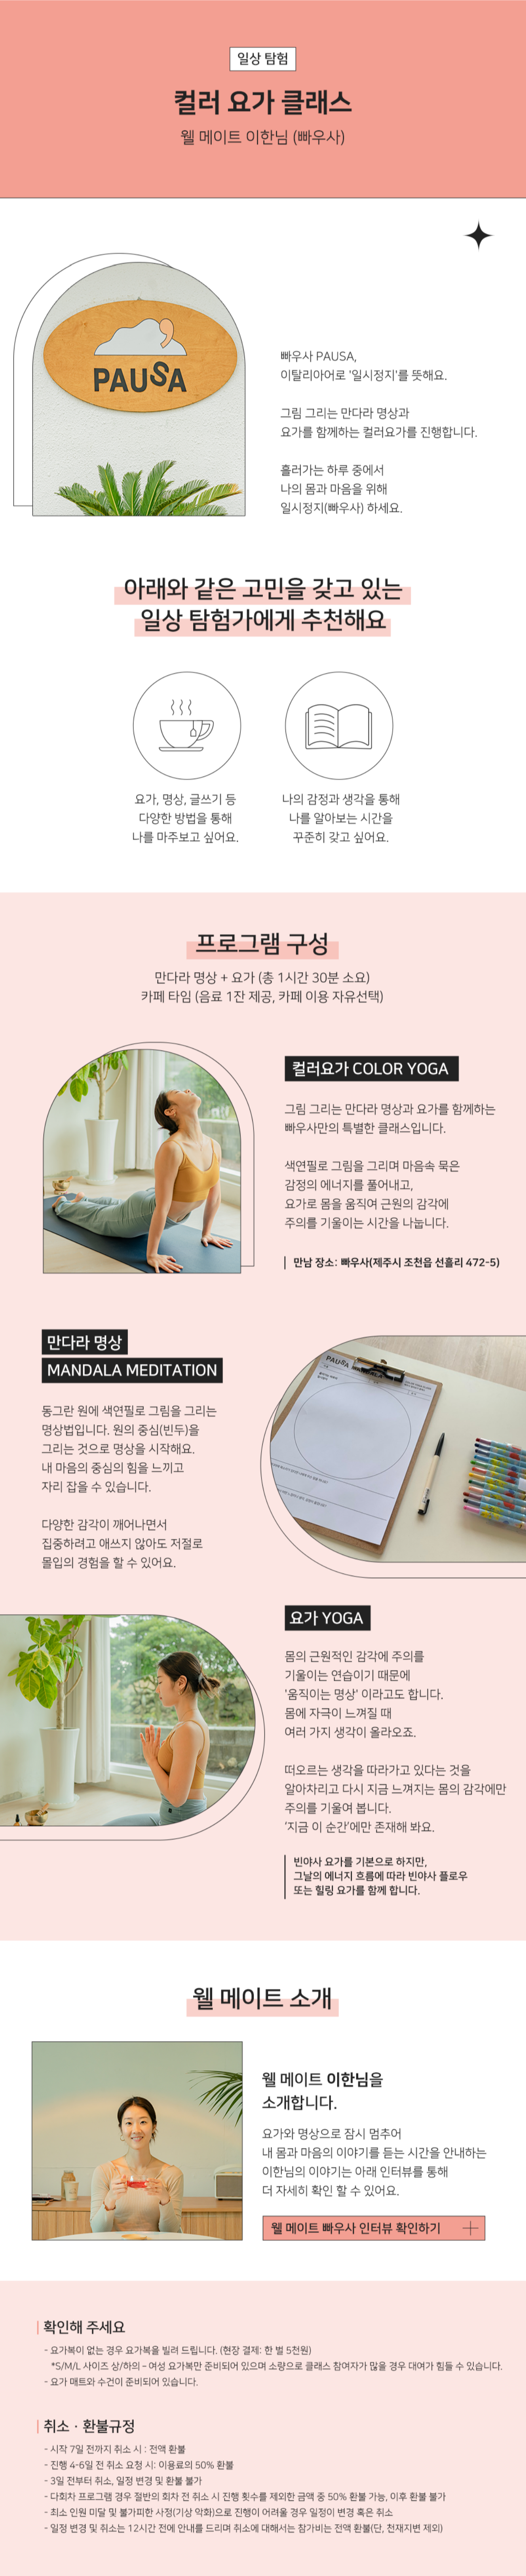 일상 탐험
컬러 요가 클래스
웰 메이트 이한님 (빠우사)
PAUSA
빠우사 PAUSA,
이탈리아어로 '일시정지'를 뜻해요.
그림 그리는 만다라 명상과
요가를 함께하는 컬러요가를 진행합니다.
흘러가는 하루 중에서
나의 몸과 마음을 위해
일시정지(빠우사) 하세요.
아래와 같은 고민을 갖고 있는
일상 탐험가에게 추천해요
요가, 명상, 글쓰기 등
다양한 방법을 통해
나를 마주보고 싶어요.
나의 감정과 생각을 통해
나를 알아보는 시간을
꾸준히 갖고 싶어요.
프로그램 구성
만다라 명상 + 요가 (총 1시간 30분 소요)
카페 타임 (음료 1잔 제공, 카페 이용 자유선택)
컬러요가 COLOR YOGA
그림 그리는 만다라 명상과 요가를 함께하는
빠우사만의 특별한 클래스입니다.
색연필로 그림을 그리며 마음속 묵은
감정의 에너지를 풀어내고,
요가로 몸을 움직여 근원의 감각에
주의를 기울이는 시간을 나눕니다.
만남 장소: 빠우사(제주시 조천읍 선흘리 472-5)
만다라 명상
MANDALA MEDITATION
동그란 원에 색연필로 그림을 그리는
명상법입니다. 원의 중심(빈두)을
그리는 것으로 명상을 시작해요.
내 마음의 중심의 힘을 느끼고
자리 잡을 수 있습니다.
다양한 감각이 깨어나면서
집중하려고 애쓰지 않아도 저절로
몰입의 경험을 할 수 있어요.
PAUSA
요가 YOGA
몸의 근원적인 감각에 주의를
기울이는 연습이기 때문에
'움직이는 명상' 이라고도 합니다.
몸에 자극이 느껴질 때
여러 가지 생각이 올라오죠.
떠오르는 생각을 따라가고 있다는 것을
알아차리고 다시 지금 느껴지는 몸의 감각에만
주의를 기울여 봅니다.
'지금 이 순간'에만 존재해 봐요.
빈야사 요가를 기본으로 하지만,
그날의 에너지 흐름에 따라 빈야사 플로우
또는 힐링 요가를 함께 합니다.
웰 메이트 소개
웰 메이트 이한님을
소개합니다.
요가와 명상으로 잠시 멈추어
내 몸과 마음의 이야기를 듣는 시간을 안내하는
이한님의 이야기는 아래 인터뷰를 통해
더 자세히 확인 할 수 있어요.
웰 메이트 빠우사 인터뷰 확인하기
확인해 주세요
- 요가복이 없는 경우 요가복을 빌려 드립니다. (현장 결제: 한 벌 5천원)
*S/M/L 사이즈 상/하의 – 여성 요가복만 준비되어 있으며 소량으로 클래스 참여자가 많을 경우 대여가 힘들 수 있습니다.
- 요가 매트와 수건이 준비되어 있습니다.
취소 · 환불규정
- 시작 7일 전까지 취소 시 : 전액 환불
- 진행 4-6일 전 취소 요청 시: 이용료의 50% 환불
- 3일 전부터 취소, 일정 변경 및 환불 불가
- 다회차 프로그램 경우 절반의 회차 전 취소 시 진행 횟수를 제외한 금액 중 50% 환불 가능, 이후 환불 불가
- 최소 인원 미달 및 불가피한 사정(기상 악화)으로 진행이 어려울 경우 일정이 변경 혹은 취소
- 일정 변경 및 취소는 12시간 전에 안내를 드리며 취소에 대해서는 참가비는 전액 환불(단, 천재지변 제외)